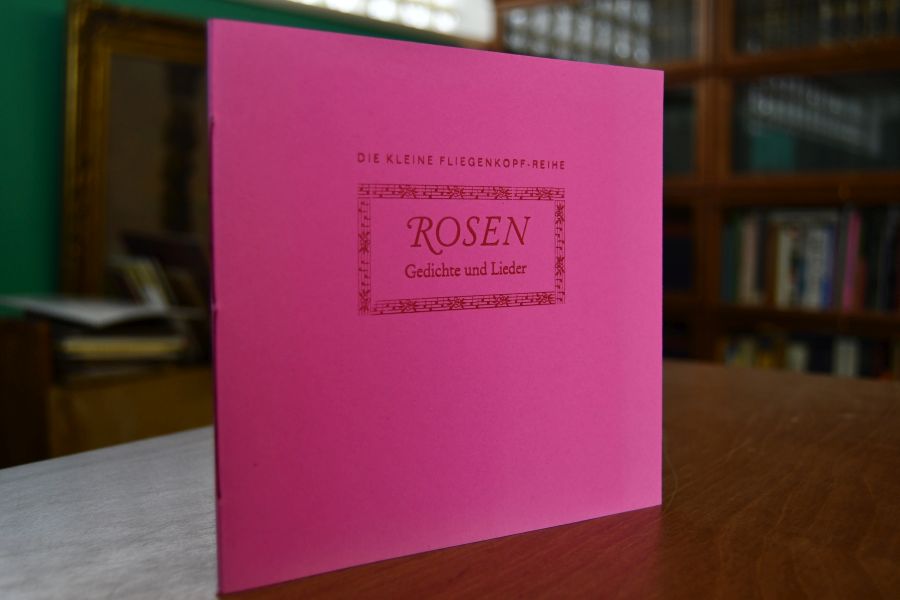 DIE KLEINE FLIEGENKOPF-REIHE
ROSEN
Gedichte und Lieder